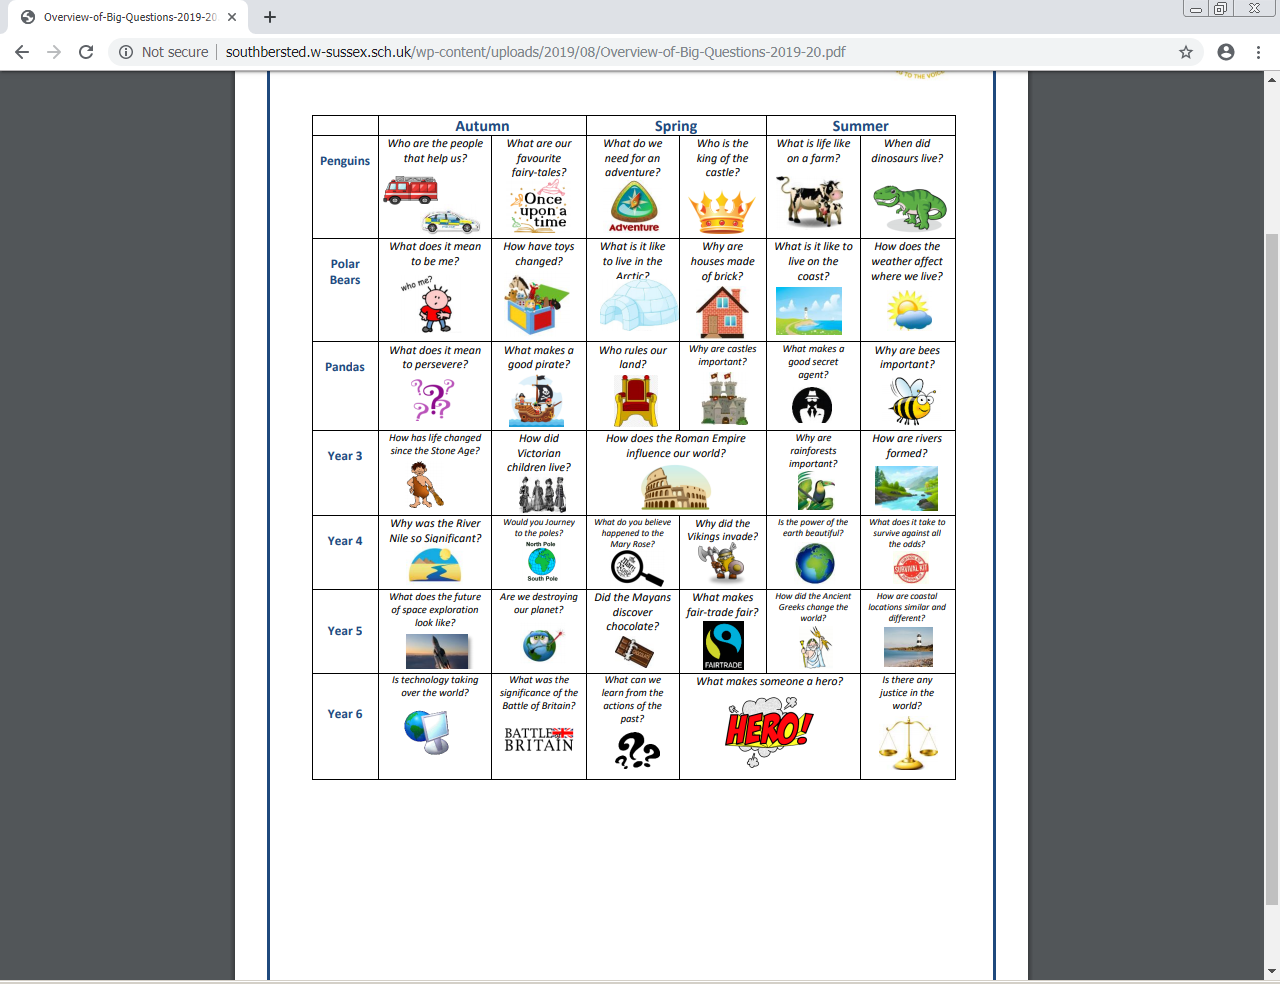 Overview-of-Big-Questions-2019-20
Not secure
southbersted.w-sussex.sch.uk/wp-content/uploads/2019/08/Overview-of-Big-Questions-2019-20.pdf
TO THE VOICE
Autumn
Spring
Summer
Penguins
Who are the people
that help us?
What are our
favourite
fairy-tales?
Once
upon a
time
What do we
need for an
adventure?
Adventure
Who is the
king of the
castle?
What is life like
on a farm?
When did
dinosaurs live?
Polar
Bears
What does it mean
to be me?
who me?
How have toys
changed?
What is it like
to live in the
Arctic?
Why are
houses made
of brick?
What is it like to
live on the
coast?
How does the
weather affect
where we live?
Pandas
What does it mean
to persevere?
???
What makes a
good pirate?
Who rules our
land?
Why are castles
important?
What makes a
good secret
agent?
Why are bees
important?
Year 3
How has life changed
since the Stone Age?
How did
Victorian
children live?
How does the Roman Empire
influence our world?
Why are
rainforests
important?
How are rivers
formed?
Year 4
Why was the River
Nile so Significant?
Would you Journey
to the poles?
North Pole
South Pole
What do you believe
happened to the
Mary Rose?
Why did the
Vikings invade?
Is the power of the
earth beautiful?
What does it take to
survive against all
the odds?
SURVIVAL KIT
Year 5
What does the future
of space exploration
look like?
Are we destroying
our planet?
Did the Mayans
discover
chocolate?
What makes
fair-trade fair?
FAIRTRADE
How did the Ancient
Greeks change the
world?
How are coastal
locations similar and
different?
Year 6
Is technology taking
over the world?
What was the
significance of the
Battle of Britain?
BATTLE
BRITAIN
What can we
learn from the
actions of the
past?
???
What makes someone a hero?
HERO!
Is there any
justice in the
world?